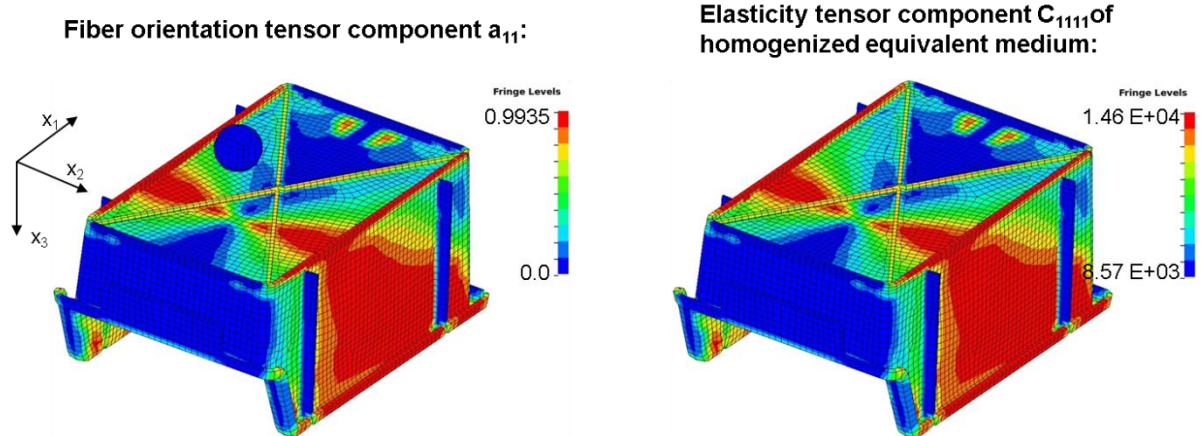 Fiber orientation tensor component a₁₁:
Elasticity tensor component C₁₁₁₁of
homogenized equivalent medium:
Fringe Levels
0.9935
0.0
x₁
x₂
x₃
Fringe Levels
1.46 E+04
8.57 E+03